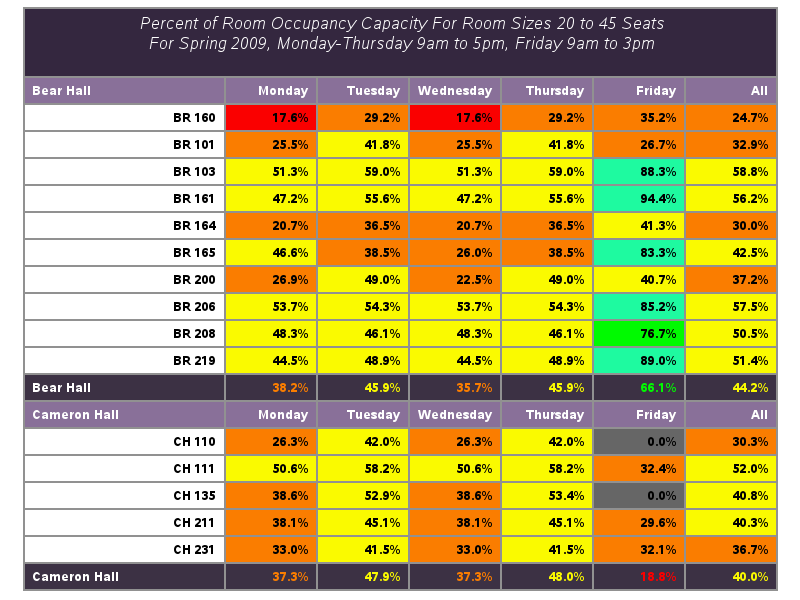 Percent of Room Occupancy Capacity For Room Sizes 20 to 45 Seats
For Spring 2009, Monday-Thursday 9am to 5pm, Friday 9am to 3pm
Bear Hall Monday Tuesday Wednesday Thursday Friday All
BR 160 17.6% 29.2% 17.6% 29.2% 35.2% 24.7%
BR 101 25.5% 41.8% 25.5% 41.8% 26.7% 32.9%
BR 103 51.3% 59.0% 51.3% 59.0% 88.3% 58.8%
BR 161 47.2% 55.6% 47.2% 55.6% 94.4% 56.2%
BR 164 20.7% 36.5% 20.7% 36.5% 41.3% 30.0%
BR 165 46.6% 38.5% 26.0% 38.5% 83.3% 42.5%
BR 200 26.9% 49.0% 22.5% 49.0% 40.7% 37.2%
BR 206 53.7% 54.3% 53.7% 54.3% 85.2% 57.5%
BR 208 48.3% 46.1% 48.3% 46.1% 76.7% 50.5%
BR 219 44.5% 48.9% 44.5% 48.9% 89.0% 51.4%
Bear Hall 38.2% 45.9% 35.7% 45.9% 66.1% 44.2%
Cameron Hall Monday Tuesday Wednesday Thursday Friday All
CH 110 26.3% 42.0% 26.3% 42.0% 0.0% 30.3%
CH 111 50.6% 58.2% 50.6% 58.2% 32.4% 52.0%
CH 135 38.6% 52.9% 38.6% 53.4% 0.0% 40.8%
CH 211 38.1% 45.1% 38.1% 45.1% 29.6% 40.3%
CH 231 33.0% 41.5% 33.0% 41.5% 32.1% 36.7%
Cameron Hall 37.3% 47.9% 37.3% 48.0% 18.8% 40.0%